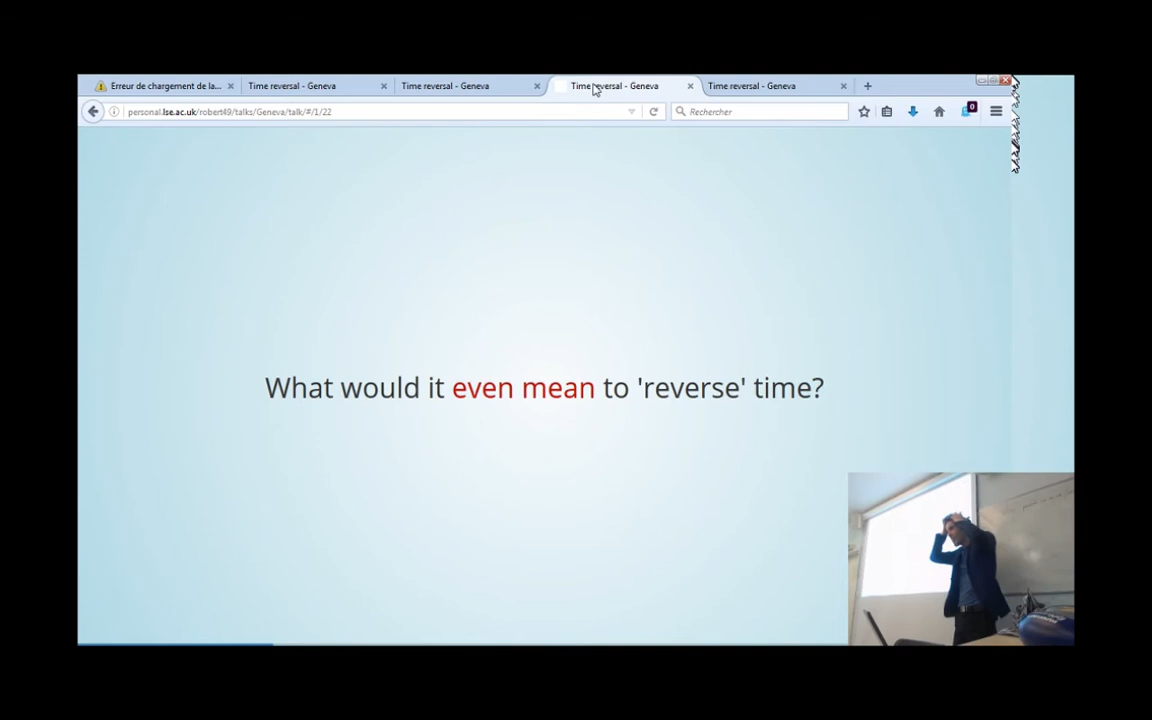 Erreur de chargement de la... Time reversal - Geneva Time reversal - Geneva Time reversal - Geneva Time reversal - Geneva
personal.lse.ac.uk/robert49/talks/Geneva/talk/#/1/22 Rechercher 0
What would it even mean to 'reverse' time?